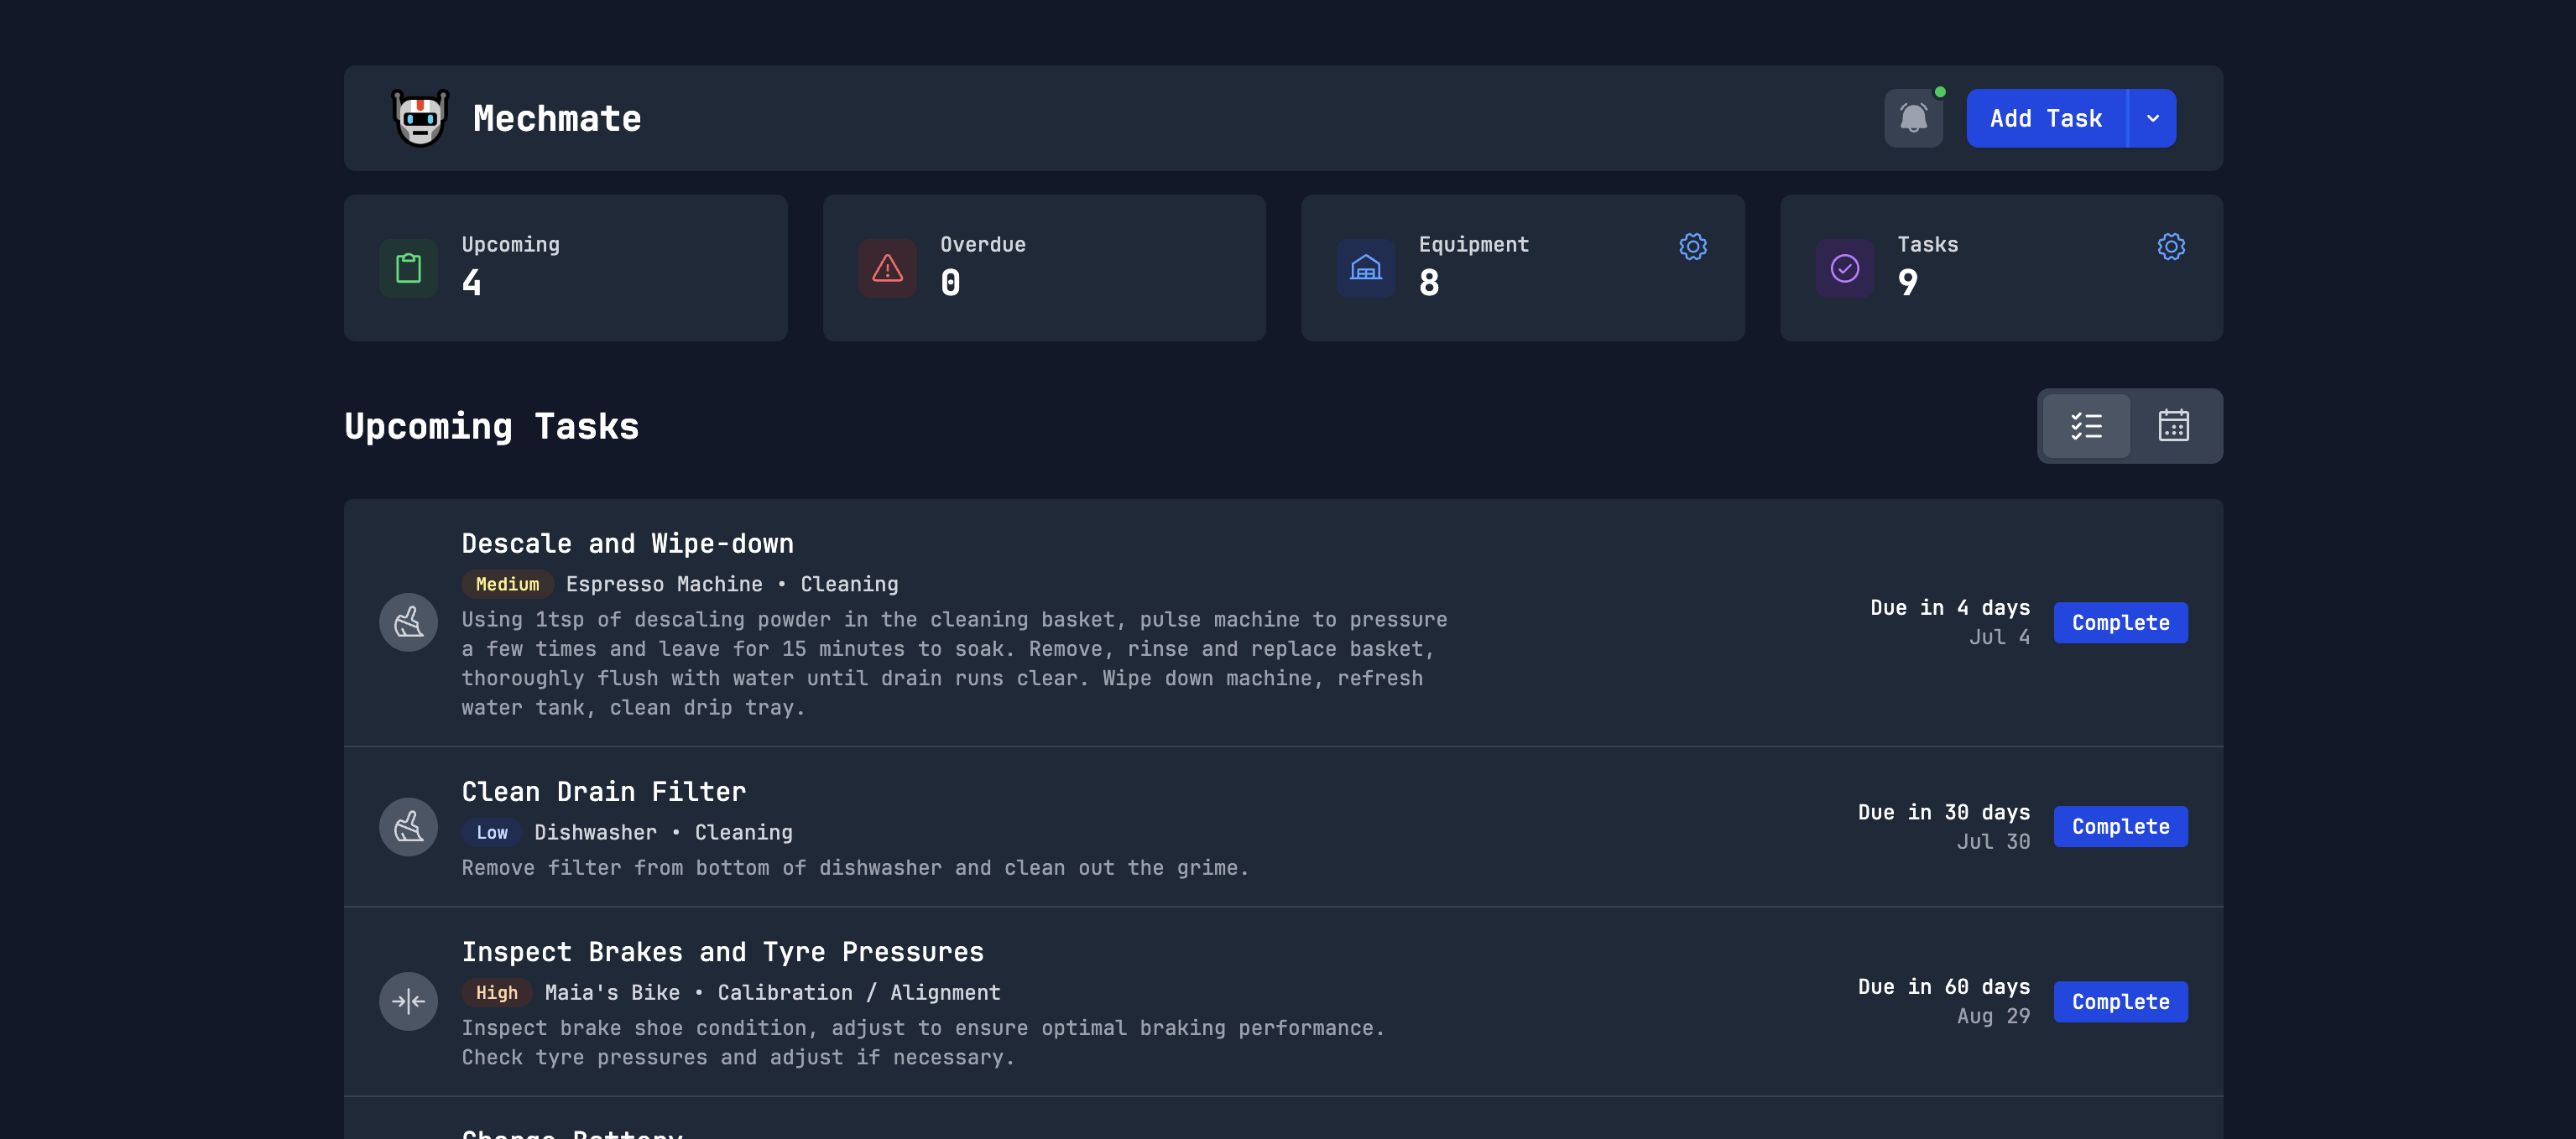 Mechmate
Add Task
Upcoming
4
Overdue
0
Equipment
8
Tasks
9
Upcoming Tasks
Descale and Wipe-down
Medium Espresso Machine • Cleaning
Using 1tsp of descaling powder in the cleaning basket, pulse machine to pressure
a few times and leave for 15 minutes to soak. Remove, rinse and replace basket,
thoroughly flush with water until drain runs clear. Wipe down machine, refresh
water tank, clean drip tray.
Due in 4 days
Jul 4
Complete
Clean Drain Filter
Low Dishwasher • Cleaning
Remove filter from bottom of dishwasher and clean out the grime.
Due in 30 days
Jul 30
Complete
Inspect Brakes and Tyre Pressures
High Maia's Bike • Calibration / Alignment
Inspect brake shoe condition, adjust to ensure optimal braking performance.
Check tyre pressures and adjust if necessary.
Due in 60 days
Aug 29
Complete
Charge Battery